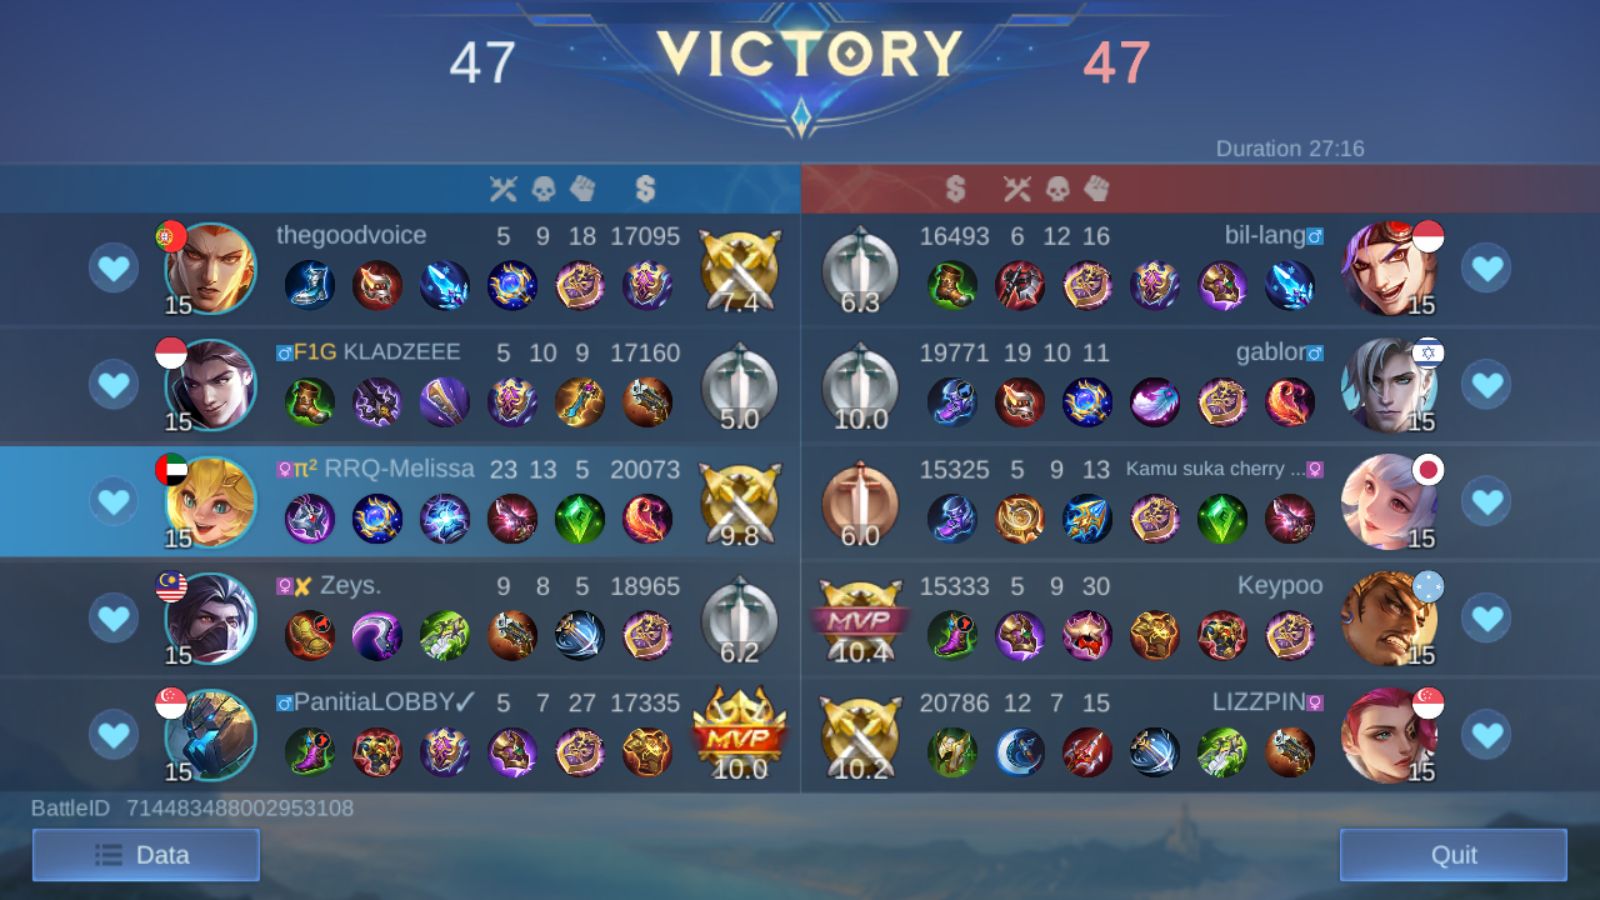 47 VICTORY 47
Duration 27:16
thegoodvoice 5 9 18 17095
15 7.4
16493 6 12 16 bil-lang
6.3 15
F1G KLADZEEE 5 10 9 17160
15 5.0
19771 19 10 11 gablor
10.0 15
π² RRQ-Melissa 23 13 5 20073
15 9.8
15325 5 9 13 Kamu suka cherry ...
6.0 15
Zeys. 9 8 5 18965
15 6.2
15333 5 9 30 Keypoo
MVP
10.4 15
PanitiaLOBBY✓ 5 7 27 17335
MVP
15 10.0
20786 12 7 15 LIZZPIN
10.2 15
BattleID 714483488002953108
Data
Quit